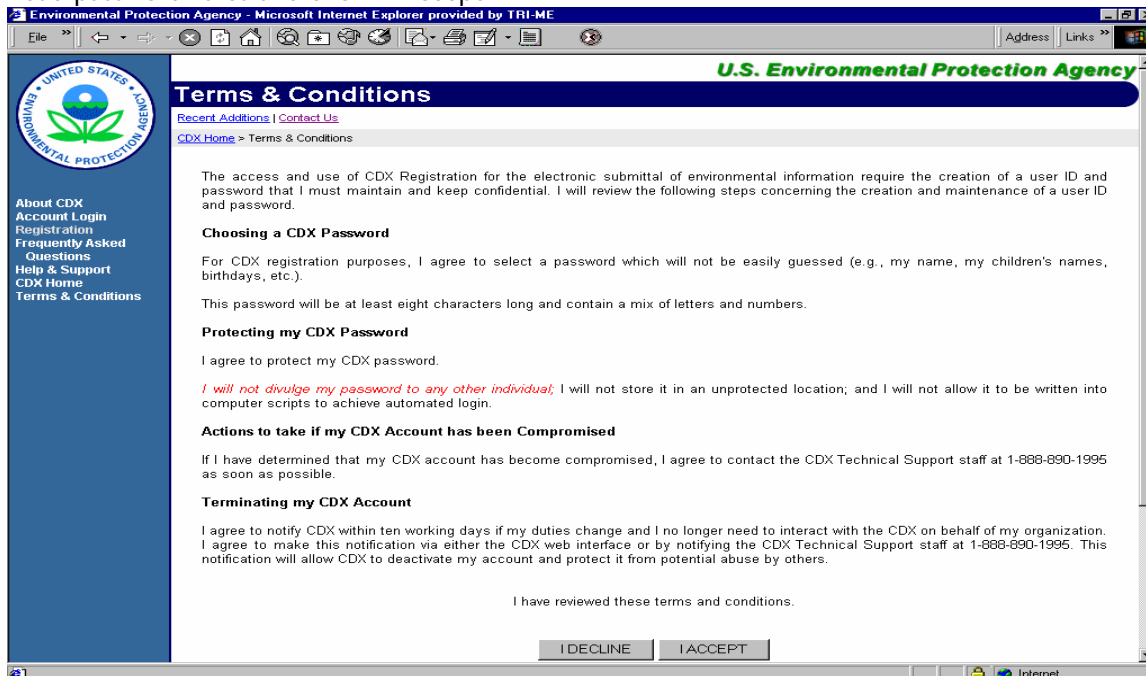 Environmental Protection Agency - Microsoft Internet Explorer provided by TRI-ME
File
Address
Links
UNITED STATES
ENVIRONMENTAL PROTECTION AGENCY
U.S. Environmental Protection Agency
Terms & Conditions
Recent Additions | Contact Us
CDX Home > Terms & Conditions
About CDX
Account Login
Registration
Frequently Asked
Questions
Help & Support
CDX Home
Terms & Conditions
The access and use of CDX Registration for the electronic submittal of environmental information require the creation of a user ID and
password that I must maintain and keep confidential. I will review the following steps concerning the creation and maintenance of a user ID
and password.
Choosing a CDX Password
For CDX registration purposes, I agree to select a password which will not be easily guessed (e.g., my name, my children's names,
birthdays, etc.).
This password will be at least eight characters long and contain a mix of letters and numbers.
Protecting my CDX Password
I agree to protect my CDX password.
I will not divulge my password to any other individual; I will not store it in an unprotected location; and I will not allow it to be written into
computer scripts to achieve automated login.
Actions to take if my CDX Account has been Compromised
If I have determined that my CDX account has become compromised, I agree to contact the CDX Technical Support staff at 1-888-890-1995
as soon as possible.
Terminating my CDX Account
I agree to notify CDX within ten working days if my duties change and I no longer need to interact with the CDX on behalf of my organization.
I agree to make this notification via either the CDX web interface or by notifying the CDX Technical Support staff at 1-888-890-1995. This
notification will allow CDX to deactivate my account and protect it from potential abuse by others.
I have reviewed these terms and conditions.
I DECLINE
I ACCEPT
Internet